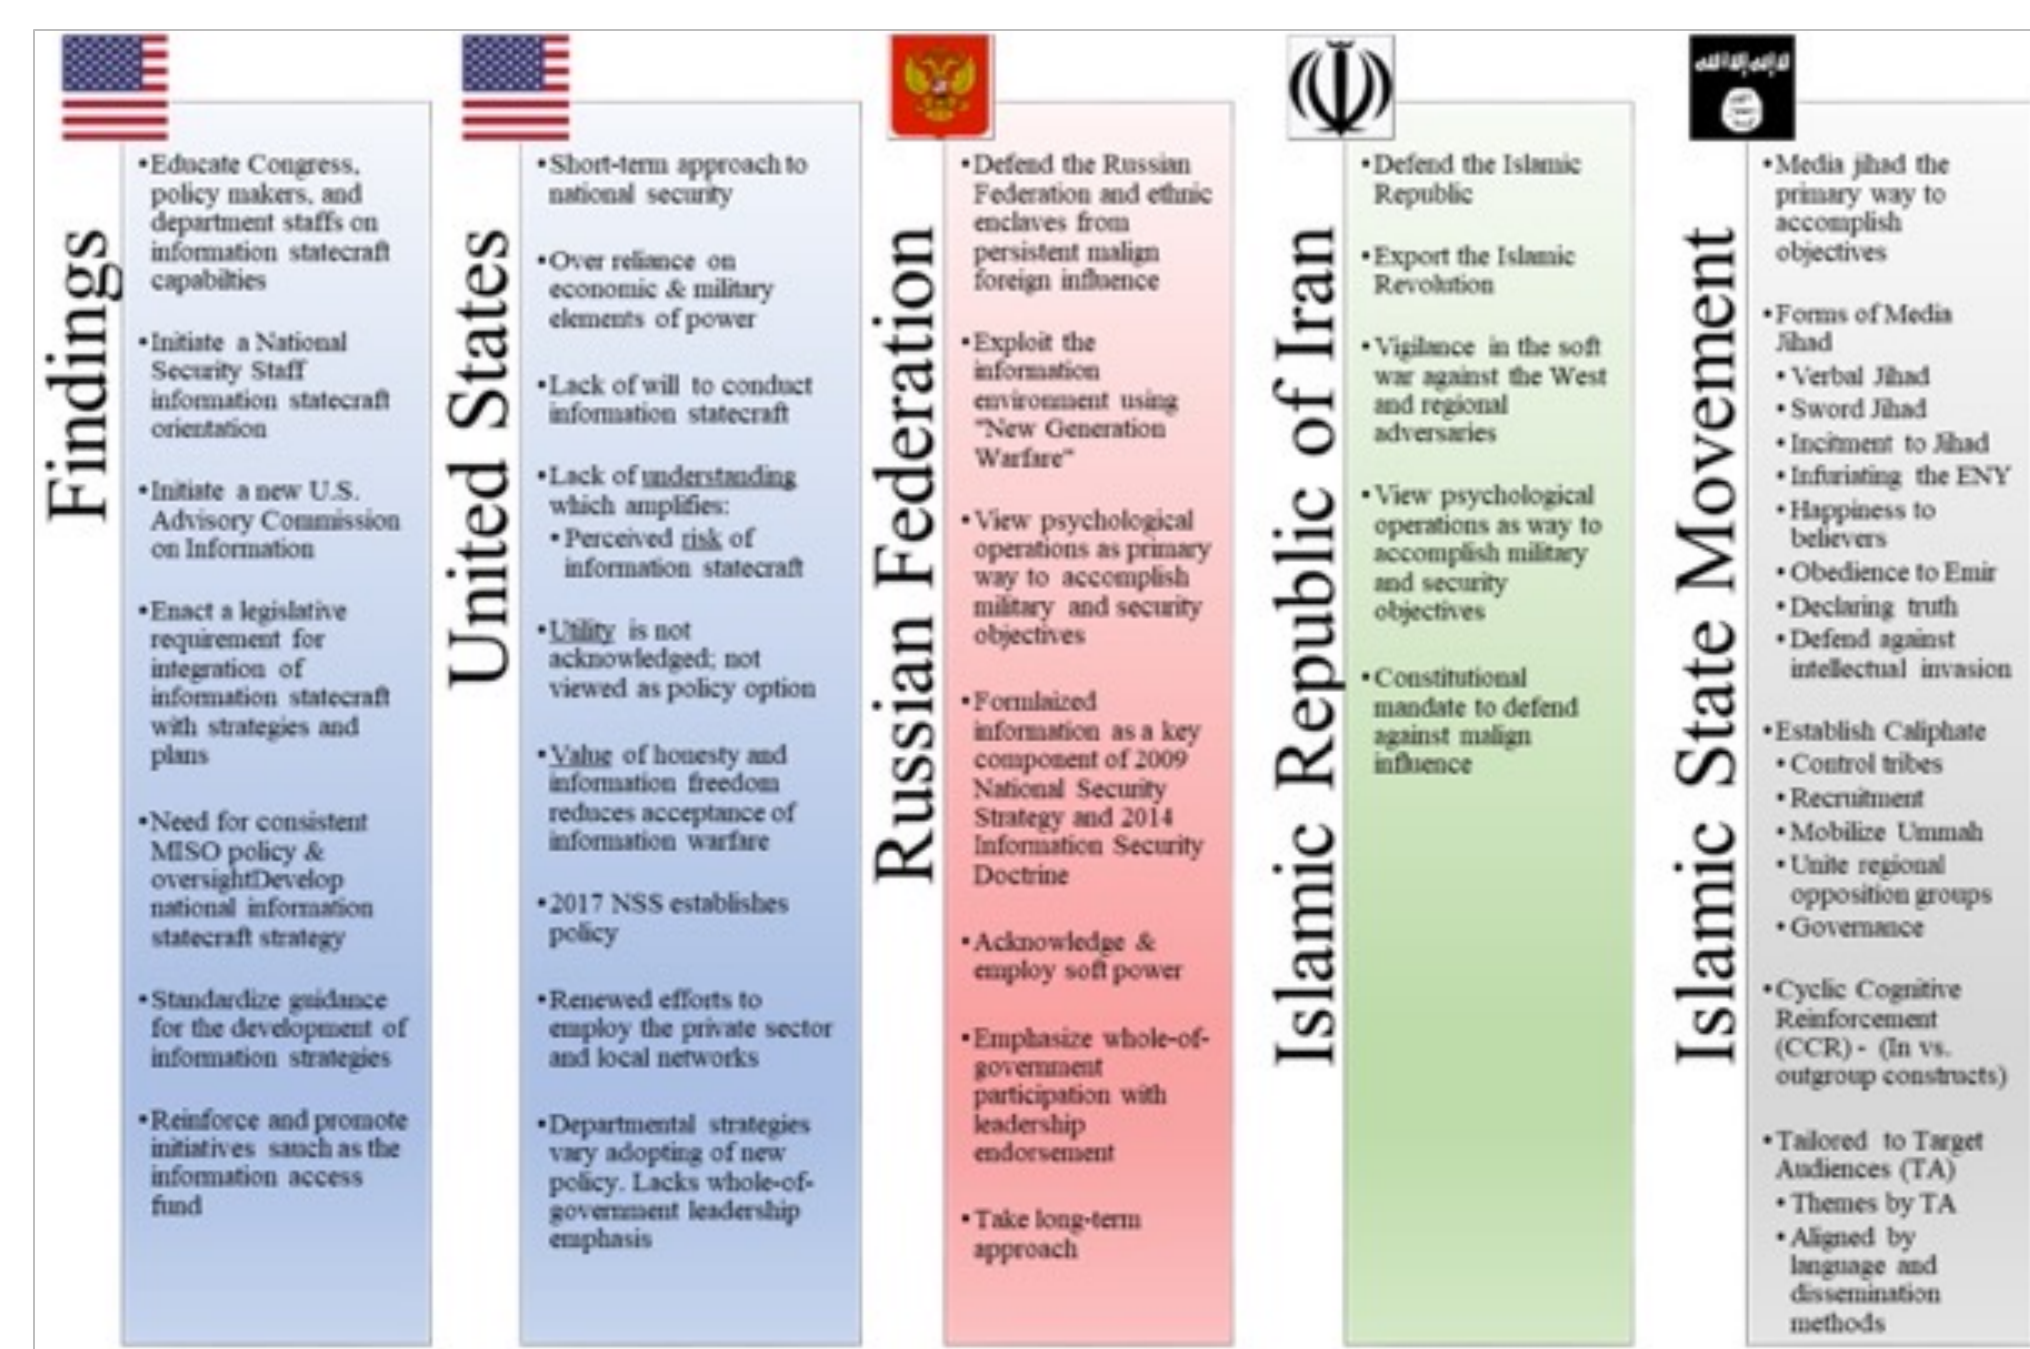 Findings
•Educate Congress,
policy makers, and
department staffs on
information statecraft
capabilties
•Initiate a National
Security Staff
information statecraft
orientation
•Initiate a new U.S.
Advisory Commission
on Information
•Enact a legislative
requirement for
integration of
information statecraft
with strategies and
plans
•Need for consistent
MISO policy &
oversightDevelop
national information
statecraft strategy
•Standardize guidance
for the development of
information strategies
•Reinforce and promote
initiatives sauch as the
information access
fund
United States
•Short-term approach to
national security
•Over reliance on
economic & military
elements of power
•Lack of will to conduct
information statecraft
•Lack of understanding
which amplifies:
•Perceived risk of
information statecraft
•Utility is not
acknowledged; not
viewed as policy option
•Value of honesty and
information freedom
reduces acceptance of
information warfare
•2017 NSS establishes
policy
•Renewed efforts to
employ the private sector
and local networks
•Departmental strategies
vary adopting of new
policy. Lacks whole-of-
government leadership
emphasis
Russian Federation
•Defend the Russian
Federation and ethnic
enclaves from
persistent malign
foreign influence
•Exploit the
information
environment using
"New Generation
Warfare"
•View psychological
operations as primary
way to accomplish
military and security
objectives
•Formlaized
information as a key
component of 2009
National Security
Strategy and 2014
Information Security
Doctrine
•Acknowledge &
employ soft power
•Emphasize whole-of-
government
participation with
leadership
endorsement
•Take long-term
approach
Islamic Republic of Iran
•Defend the Islamic
Republic
•Export the Islamic
Revolution
•Vigilance in the soft
war against the West
and regional
adversaries
•View psychological
operations as way to
accomplish military
and security
objectives
•Constitutional
mandate to defend
against malign
influence
لا إله إلا الله
Islamic State Movement
•Media jihad the
primary way to
accomplish
objectives
•Forms of Media
Jihad
•Verbal Jihad
•Sword Jihad
•Incitment to Jihad
•Infuriating the ENY
•Happiness to
believers
•Obedience to Emir
•Declaring truth
•Defend against
intellectual invasion
•Establish Caliphate
•Control tribes
•Recruitment
•Mobilize Ummah
•Unite regional
opposition groups
•Governance
•Cyclic Cognitive
Reinforcement
(CCR) - (In vs.
outgroup constructs)
•Tailored to Target
Audiences (TA)
•Themes by TA
•Aligned by
language and
dissemination
methods